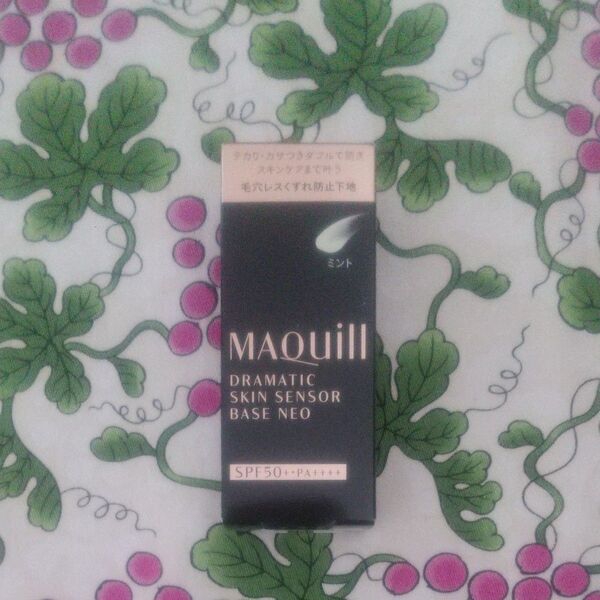 テカリ・カサつきダブルで防ぎ
スキンケアまで叶う
毛穴レスくずれ防止下地
ミント
MAQuill
DRAMATIC
SKIN SENSOR
BASE NEO
SPF50+・PA++++